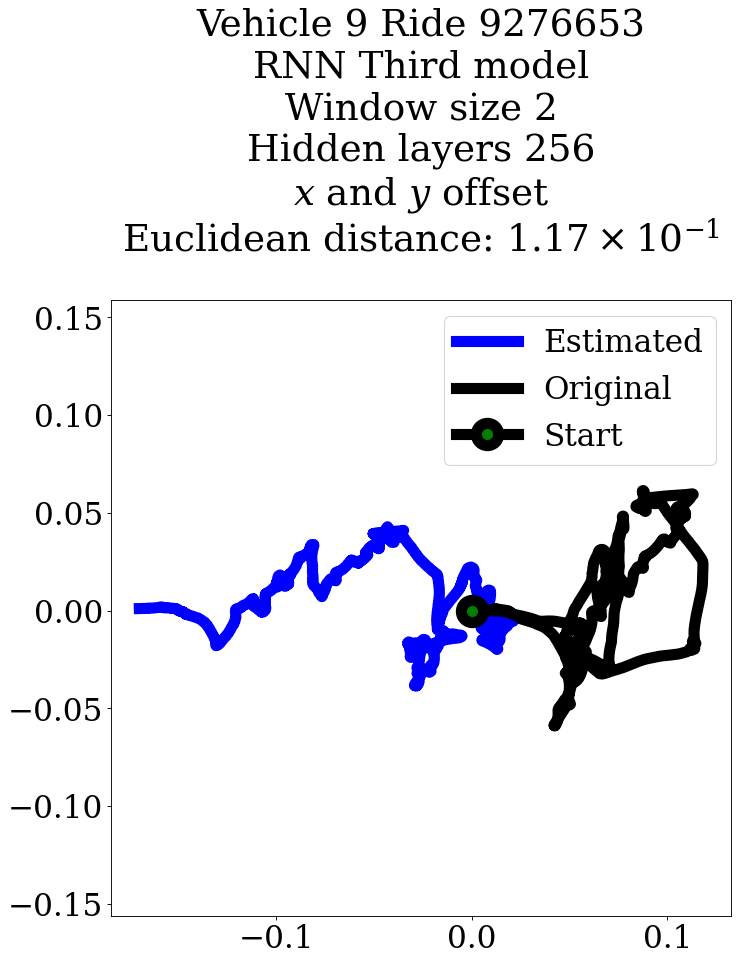 Vehicle 9 Ride 9276653
RNN Third model
Window size 2
Hidden layers 256
x and y offset
Euclidean distance: 1.17 × 10⁻¹
Estimated
Original
Start
0.15
0.10
0.05
0.00
−0.05
−0.10
−0.15
−0.1
0.0
0.1